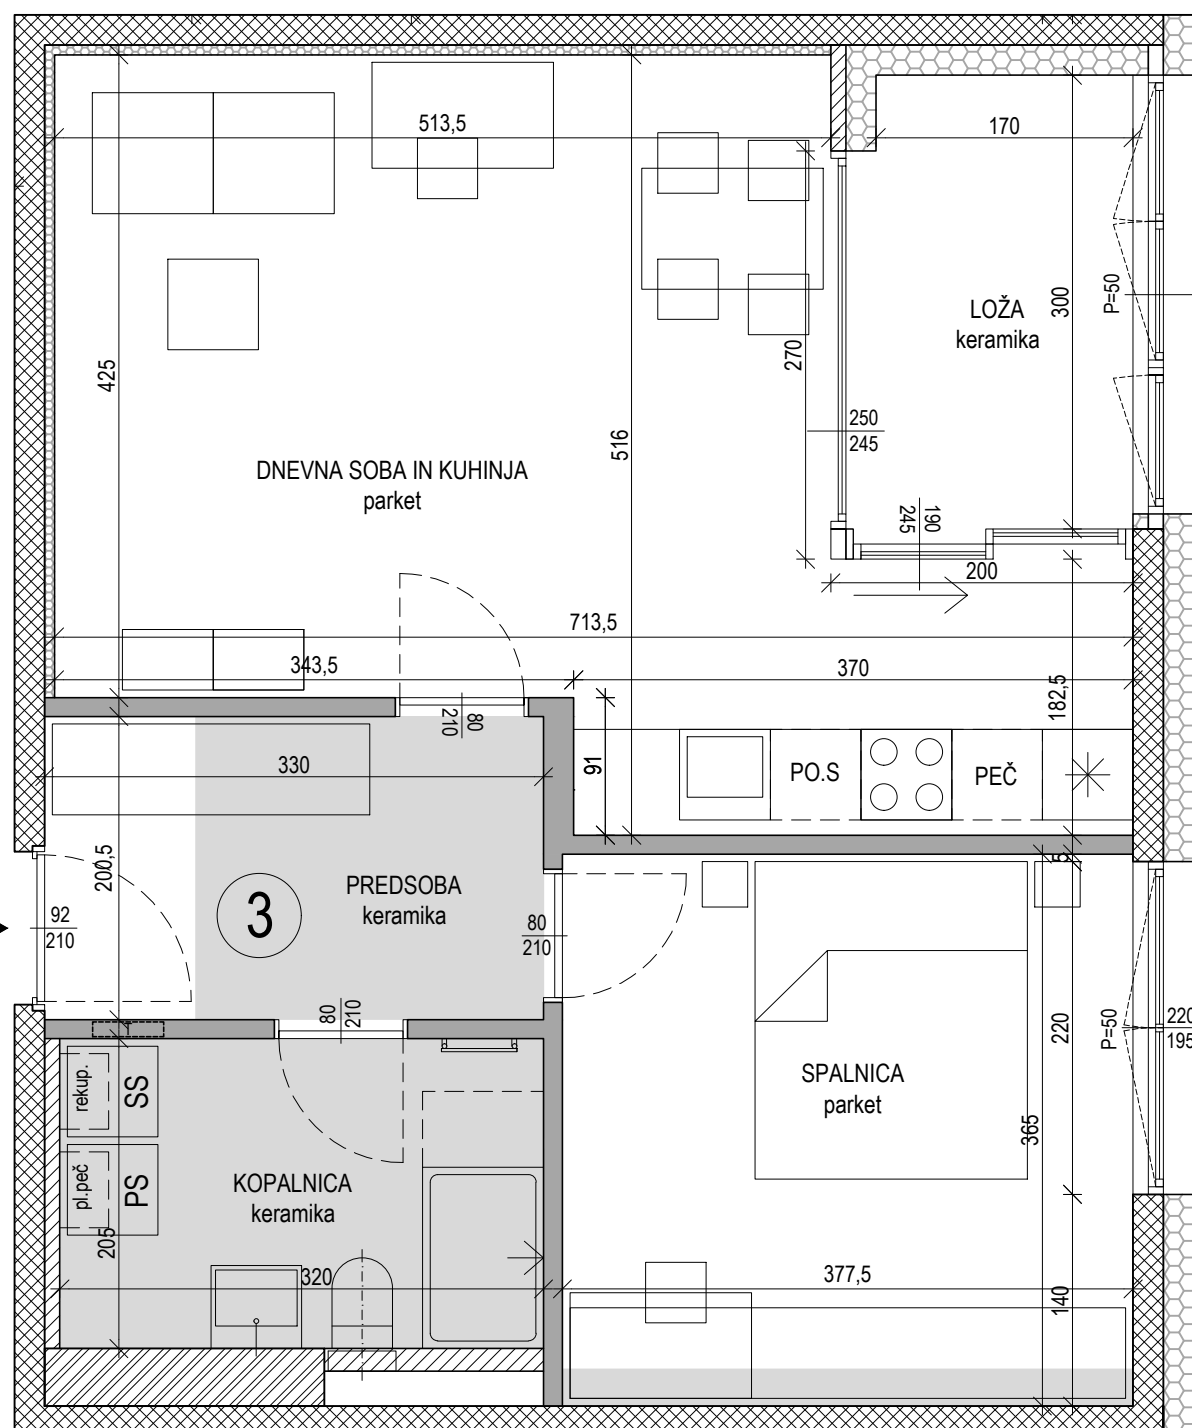 513,5
170
LOŽA
keramika
300
P=50
270
425
516
250
245
DNEVNA SOBA IN KUHINJA
parket
190
245
200
713,5
343,5
370
182,5
80
210
91
330
PO.S
PEČ
200,5
PREDSOBA
keramika
3
92
210
80
210
5
80
210
P=50
220
195
220
SPALNICA
parket
365
rekup.
SS
pl.peč
PS
KOPALNICA
keramika
205
320
377,5
140